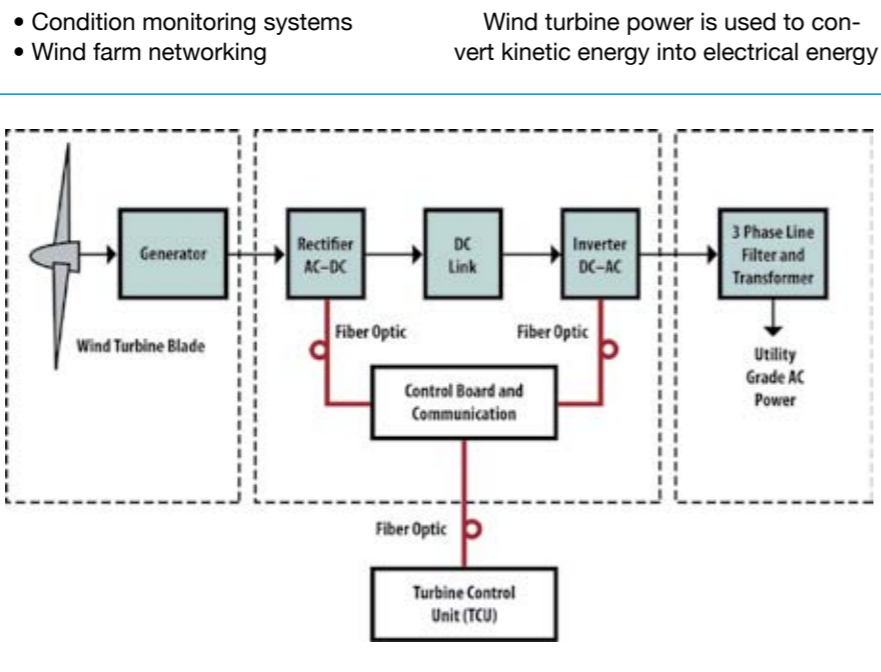 • Condition monitoring systems
• Wind farm networking
Wind turbine power is used to con-
vert kinetic energy into electrical energy
Generator
Wind Turbine Blade
Rectifier
AC–DC
DC
Link
Inverter
DC–AC
3 Phase Line
Filter and
Transformer
Fiber Optic
Fiber Optic
Utility
Grade AC
Power
Control Board and
Communication
Fiber Optic
Turbine Control
Unit (TCU)